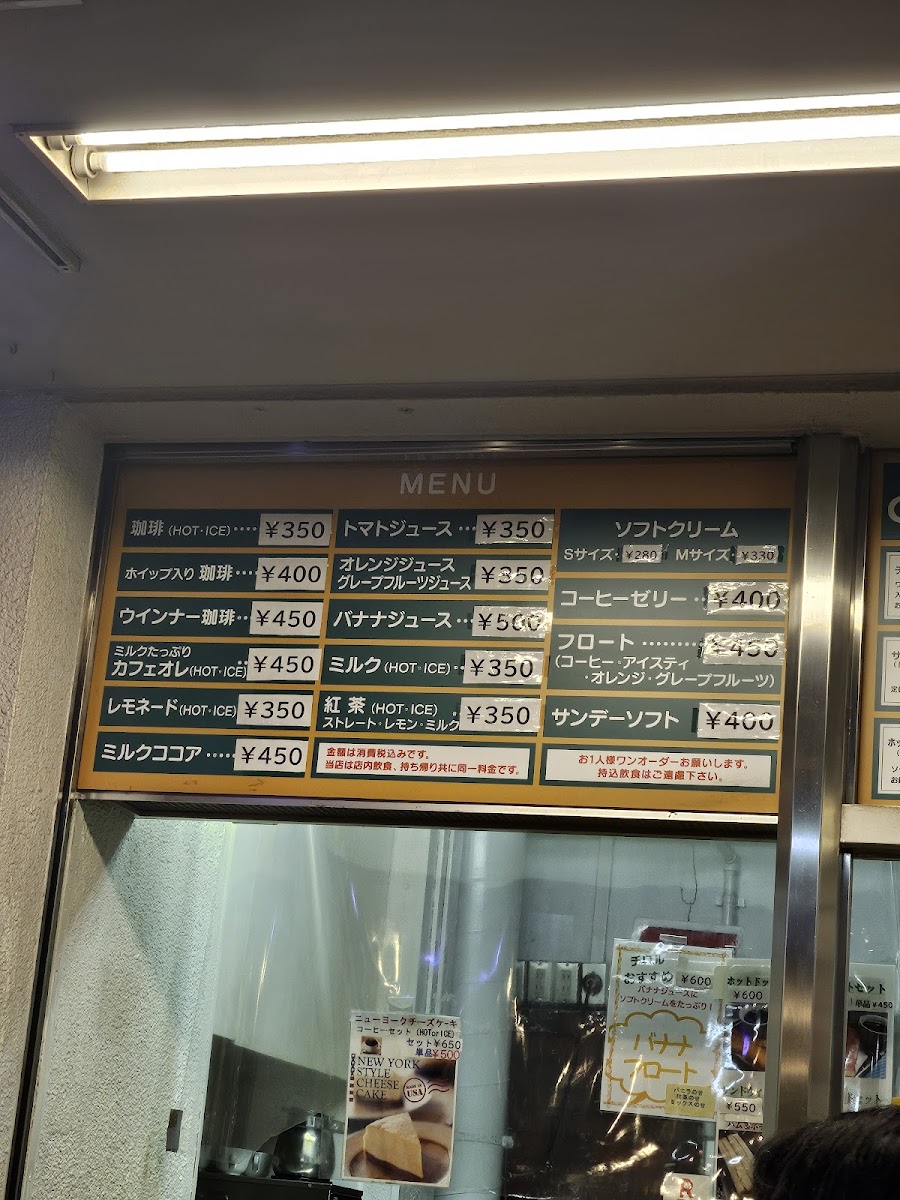 MENU
珈琲 (HOT・ICE)‥‥ ¥350
ホイップ入り 珈琲‥‥ ¥400
ウインナー珈琲‥ ¥450
ミルクたっぷり
カフェオレ(HOT・ICE)‥ ¥450
レモネード(HOT・ICE) ¥350
ミルクココア ‥‥‥ ¥450
トマトジュース‥‥ ¥350
オレンジジュース
グレープフルーツジュース ¥350
バナナジュース‥‥ ¥500
ミルク (HOT・ICE)‥ ¥350
紅茶 (HOT・ICE)
ストレート・レモン・ミルク ¥350
金額は消費税込みです。
当店は店内飲食、持ち帰り共に同一料金です。
ソフトクリーム
Sサイズ・¥280 Mサイズ・¥330
コーヒーゼリー‥ ¥400
フロート ‥‥‥‥ ¥450
(コーヒー・アイスティ
・オレンジ・グレープフルーツ)
サンデーソフト ¥400
お1人様ワンオーダーお願いします。
持込飲食はご遠慮下さい。
ニューヨークチーズケーキ
コーヒーセット (HOTorICE)
セット¥650
単品¥500
NEW YORK
STYLE
CHEESE
CAKE
MADE IN
USA
おすすめ ¥600
バナナジュースに
ソフトクリームをたっぷり!
バナナ
フロート
ホットドッ
¥600
¥550
トセット
単品 ¥450